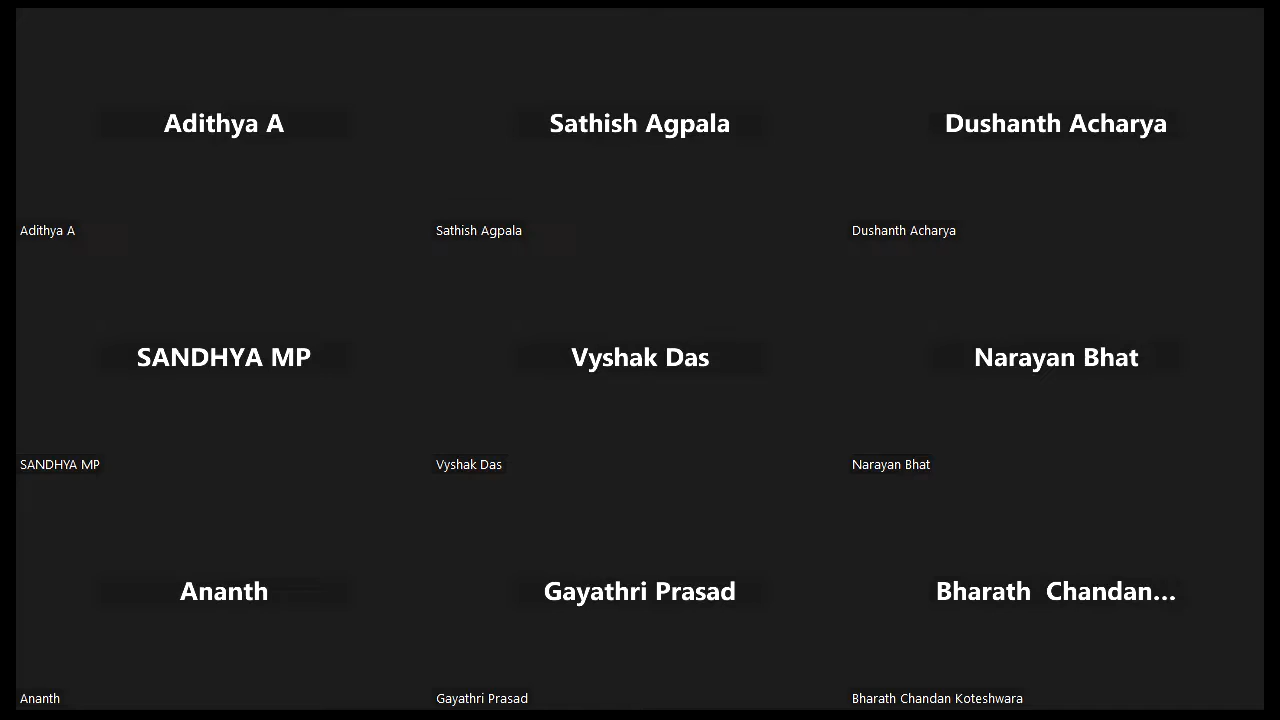 Adithya A
Sathish Agpala
Dushanth Acharya
Adithya A
Sathish Agpala
Dushanth Acharya
SANDHYA MP
Vyshak Das
Narayan Bhat
SANDHYA MP
Vyshak Das
Narayan Bhat
Ananth
Gayathri Prasad
Bharath  Chandan...
Ananth
Gayathri Prasad
Bharath Chandan Koteshwara